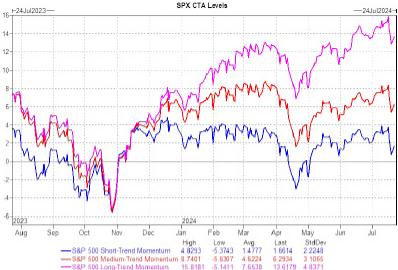 SPX CTA Levels
24Jul2023
24Jul2024
16
14
12
10
8
6
4
2
0
-2
-4
-6
2023
2024
Aug Sep Oct Nov Dec Jan Feb Mar Apr May Jun Jul
High Low Avg Last StdDev
S&P 500 Short-Trend Momentum 4.8293 -5.3743 1.4777 1.6614 2.2248
S&P 500 Medium-Trend Momentum 8.7401 -5.6307 4.6224 6.2934 3.1065
S&P 500 Long-Trend Momentum 15.8181 -5.1411 7.6638 13.6179 4.8371